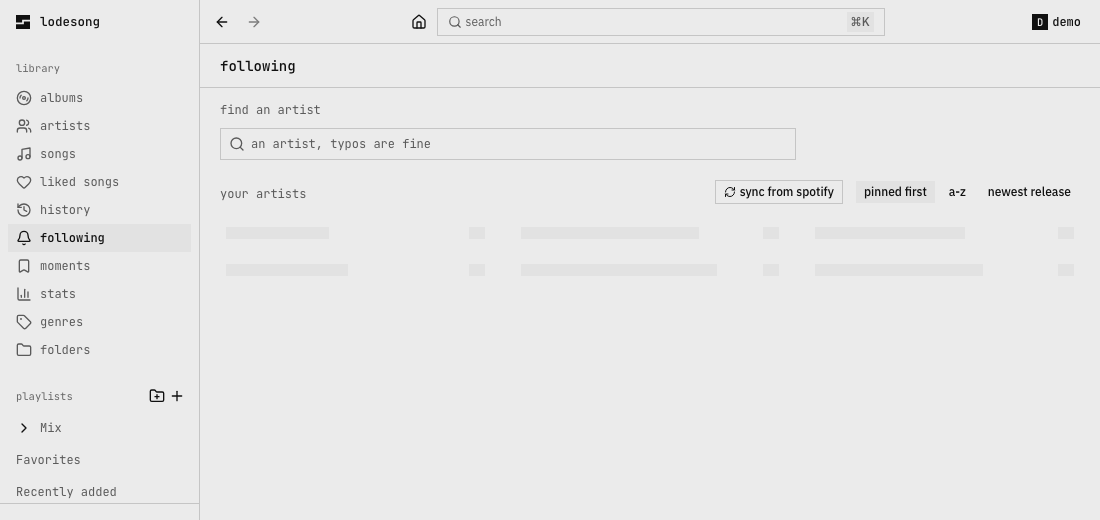 lodesong
search
⌘K
D
demo
library
albums
artists
songs
liked songs
history
following
moments
stats
genres
folders
playlists
Mix
Favorites
Recently added
following
find an artist
an artist, typos are fine
your artists
sync from spotify
pinned first
a-z
newest release